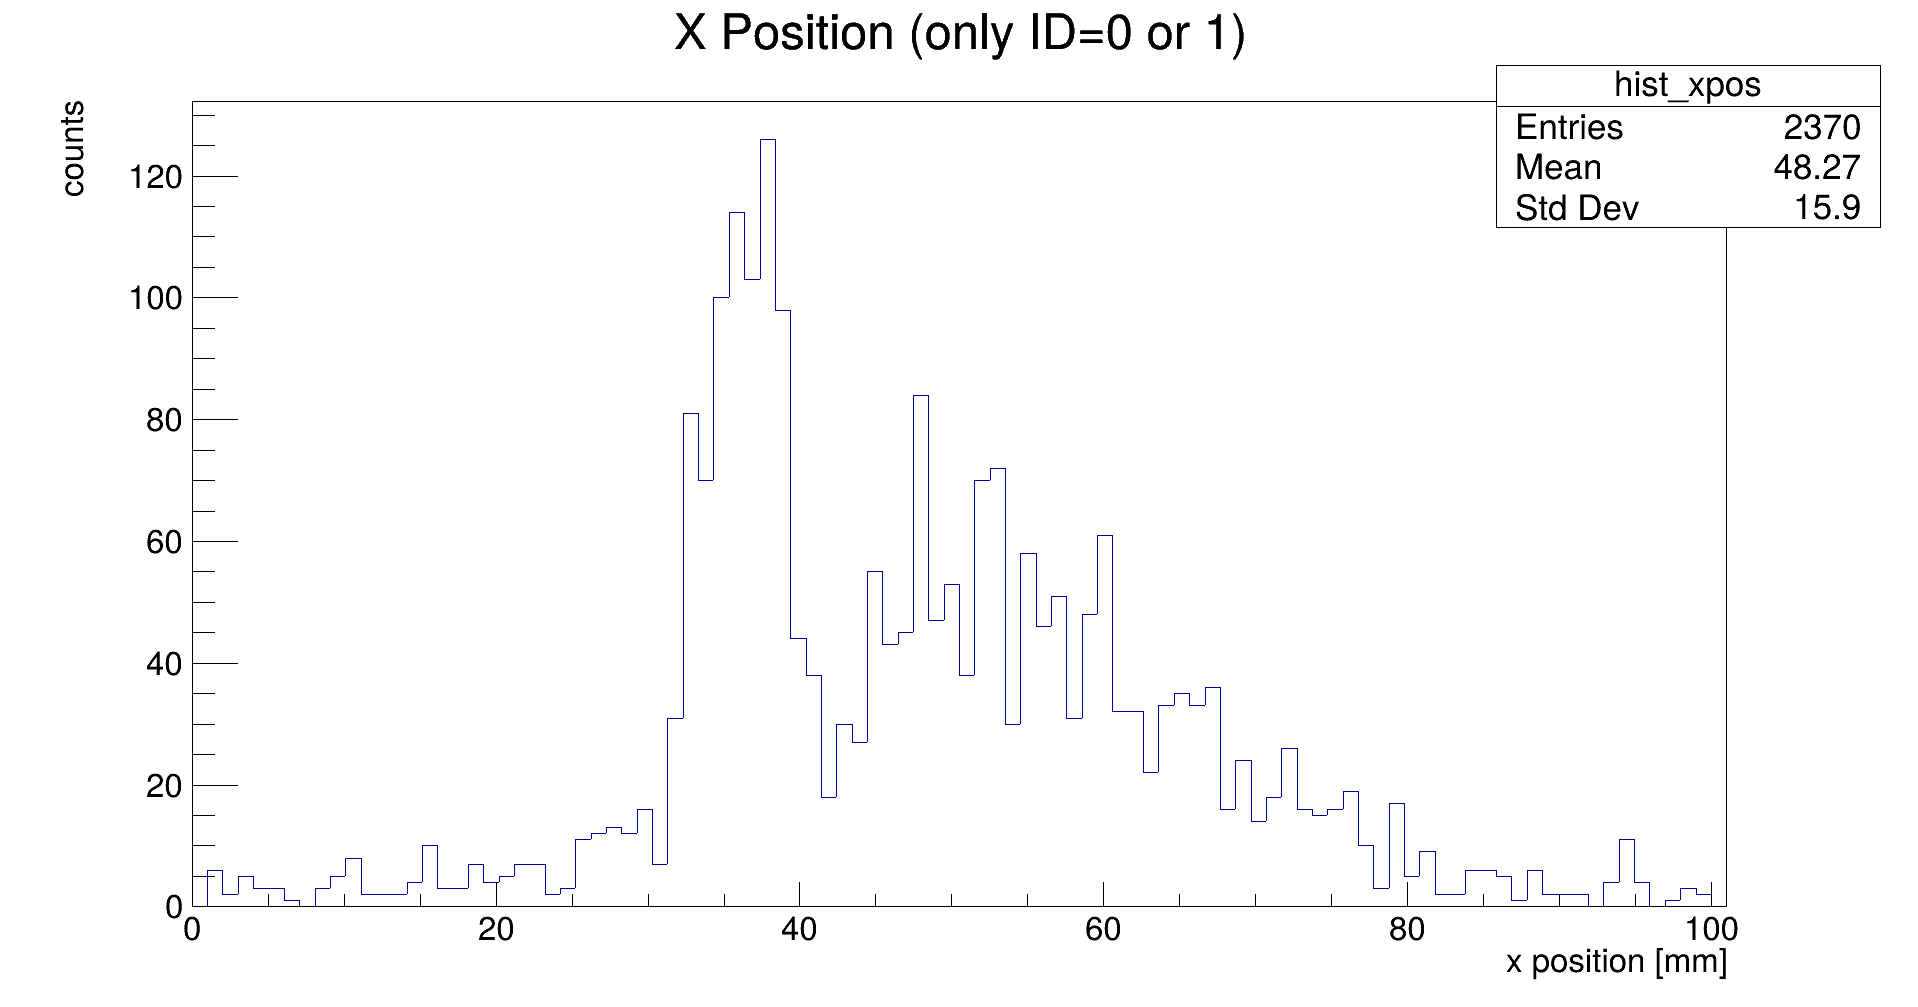 X Position (only ID=0 or 1)
hist_xpos
Entries 2370
Mean 48.27
Std Dev 15.9
counts
120
100
80
60
40
20
0
0 20 40 60 80 100
x position [mm]